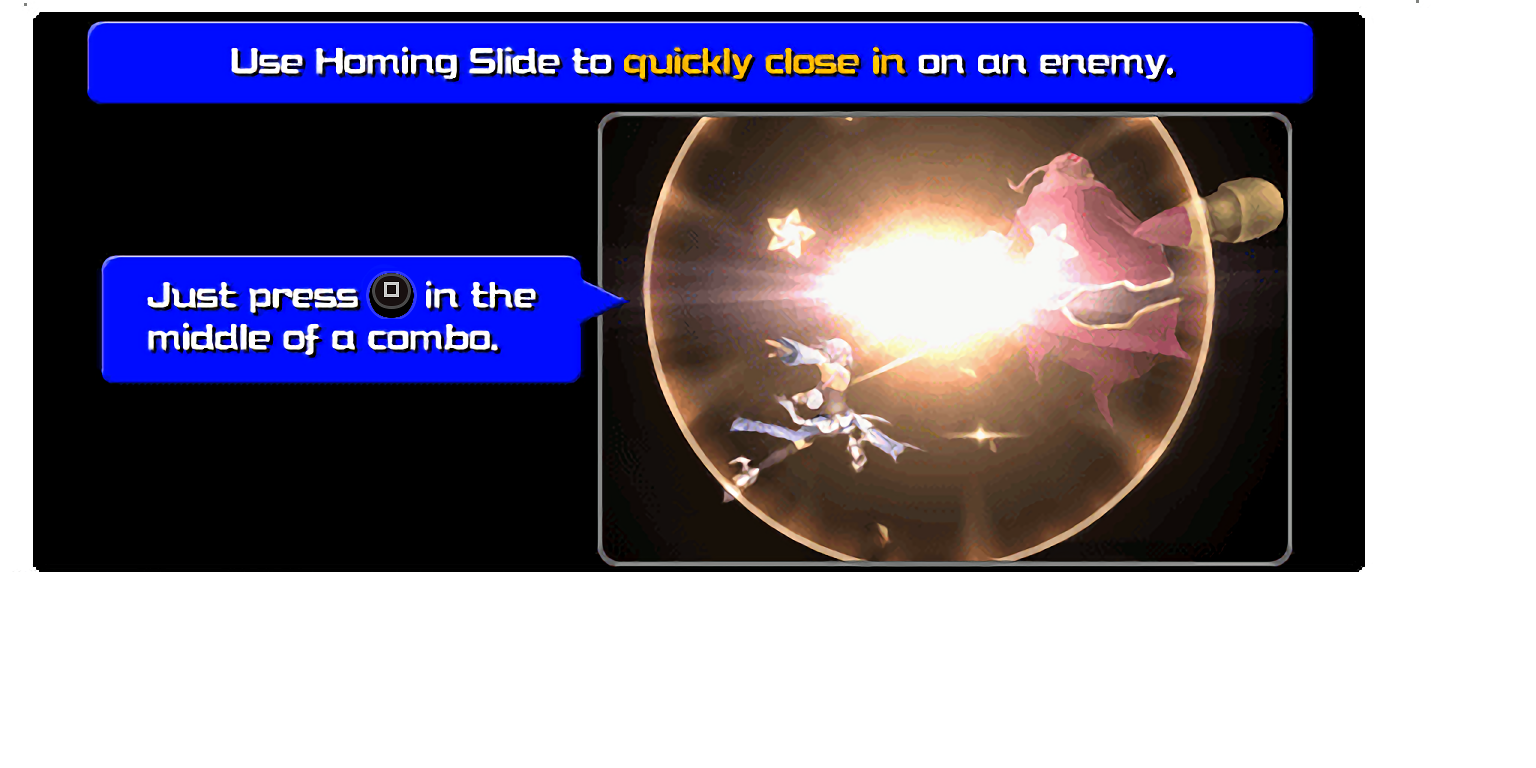 Use Homing Slide to quickly close in on an enemy.
Just press in the
middle of a combo.